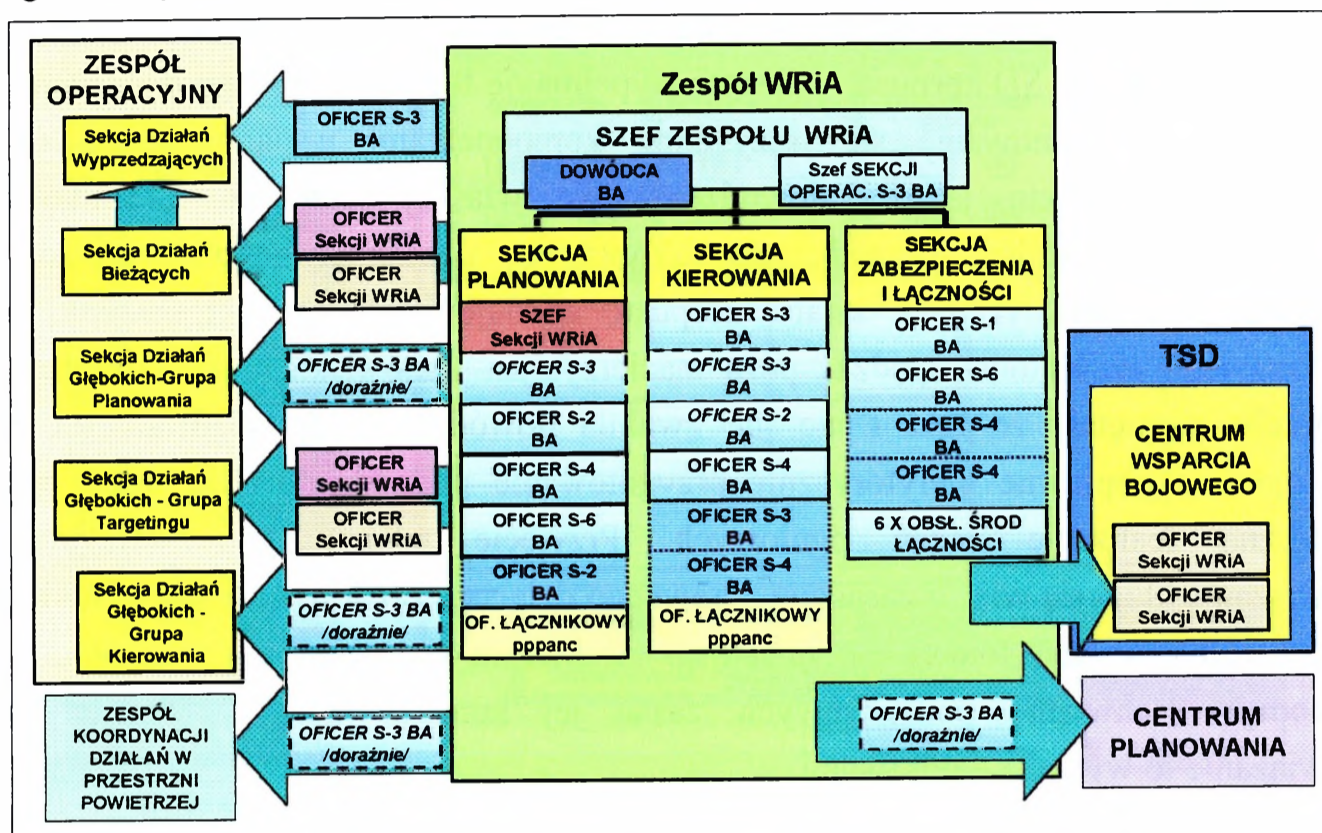 ZESPÓŁ
OPERACYJNY
Sekcja Działań
Wyprzedzających
Sekcja Działań
Bieżących
Sekcja Działań
Głębokich-Grupa
Planowania
Sekcja Działań
Głębokich - Grupa
Targetingu
Sekcja Działań
Głębokich -
Grupa
Kierowania
ZESPÓŁ
KOORDYNACJI
DZIAŁAŃ W
PRZESTRZNI
POWIETRZEJ
OFICER S-3
BA
OFICER
Sekcji WRiA
OFICER
Sekcji WRiA
OFICER S-3 BA
/doraźnie/
OFICER
Sekcji WRiA
OFICER
Sekcji WRiA
OFICER S-3 BA
/doraźnie/
OFICER S-3 BA
/doraźnie/
Zespół WRiA
SZEF ZESPOŁU WRiA
DOWÓDCA
BA
Szef SEKCJI
OPERAC. S-3 BA
SEKCJA
PLANOWANIA
SZEF
Sekcji WRiA
OFICER S-3
BA
OFICER S-2
BA
OFICER S-4
BA
OFICER S-6
BA
OFICER S-2
BA
OF. ŁĄCZNIKOWY
pppanc
SEKCJA
KIEROWANIA
OFICER S-3
BA
OFICER S-3
BA
OFICER S-2
BA
OFICER S-4
BA
OFICER S-3
BA
OFICER S-4
BA
OF. ŁĄCZNIKOWY
pppanc
SEKCJA
ZABEZPIECZENIA
I ŁĄCZNOŚCI
OFICER S-1
BA
OFICER S-6
BA
OFICER S-4
BA
OFICER S-4
BA
6 X OBSŁ. ŚROD
ŁĄCZNOŚCI
TSD
CENTRUM
WSPARCIA
BOJOWEGO
OFICER
Sekcji WRiA
OFICER
Sekcji WRiA
OFICER S-3 BA
/doraźnie/
CENTRUM
PLANOWANIA